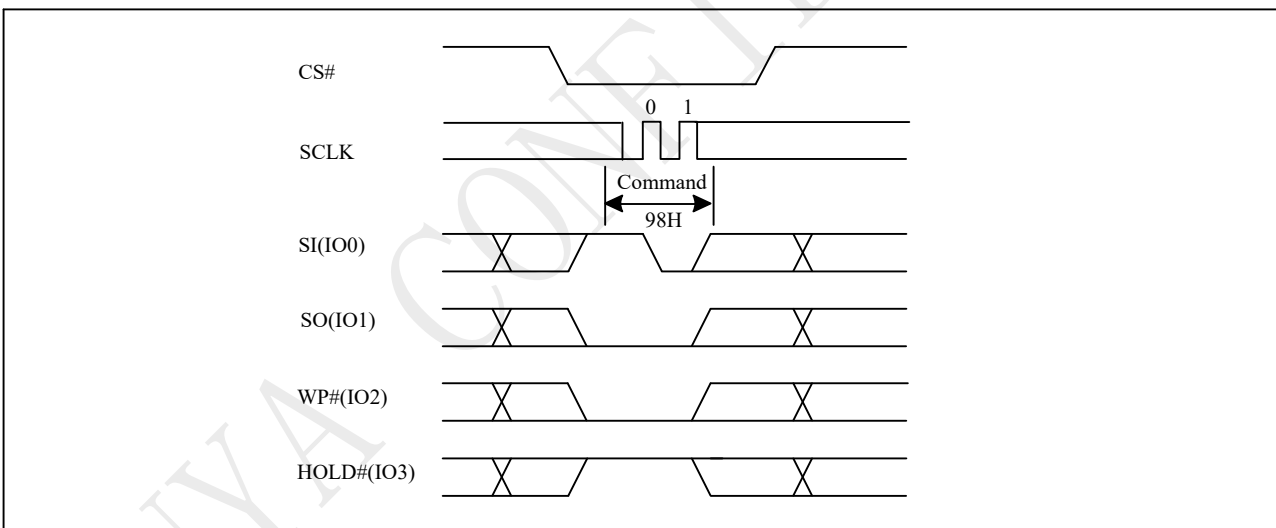 CS#
0 1
SCLK
Command
98H
SI(IO0)
SO(IO1)
WP#(IO2)
HOLD#(IO3)